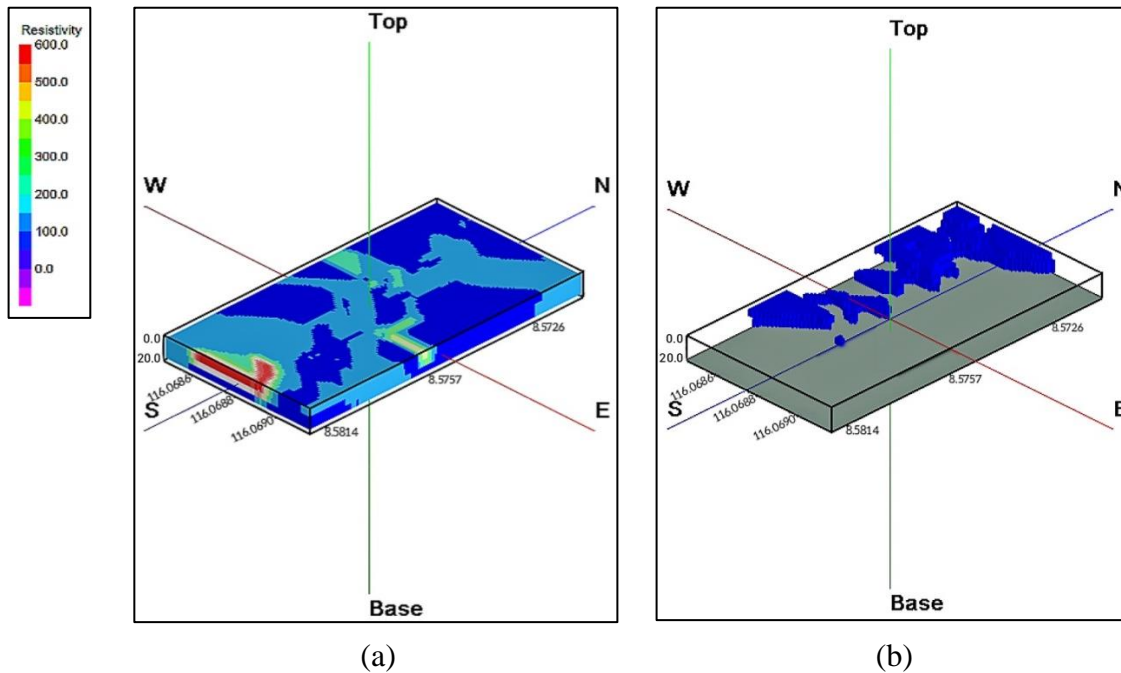 Resistivity
600.0
500.0
400.0
300.0
200.0
100.0
0.0
Top
W
N
0.0
20.0
116.0686
S
116.0688
116.0690
8.5814
8.5757
8.5726
E
Base
(a)
Top
W
N
0.0
20.0
116.0686
S
116.0688
116.0690
8.5814
8.5757
8.5726
E
Base
(b)